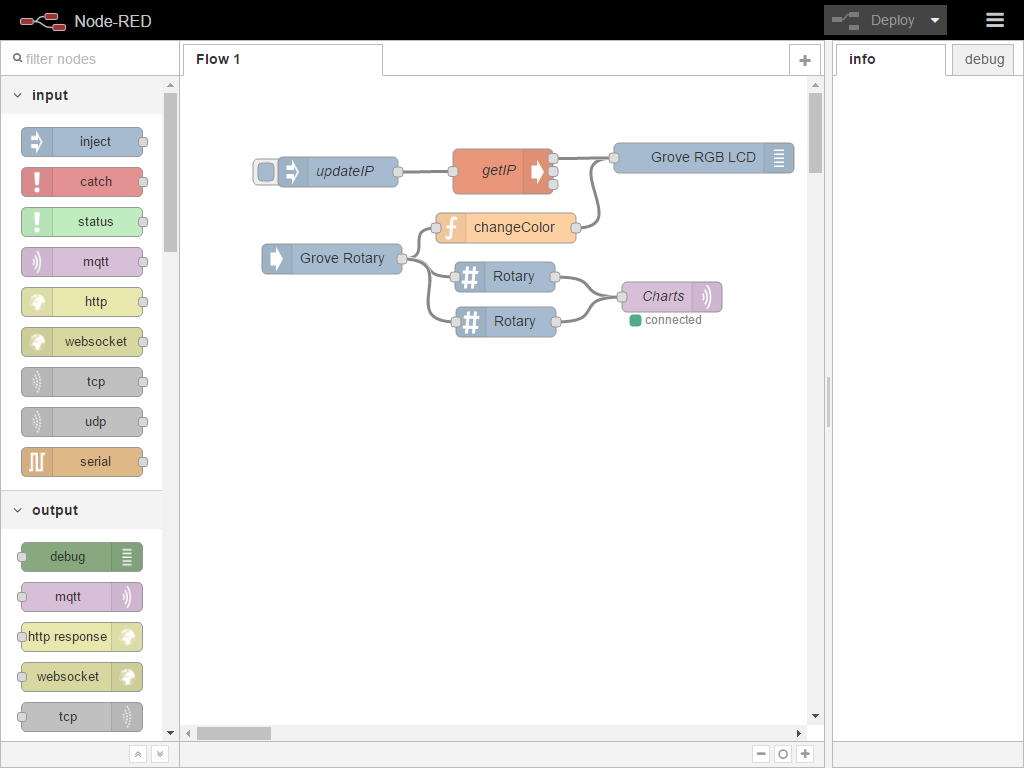 Node-RED
Deploy
filter nodes
Flow 1
info
debug
input
inject
catch
status
mqtt
http
websocket
tcp
udp
serial
output
debug
mqtt
http response
websocket
tcp
updateIP
getIP
Grove RGB LCD
changeColor
Grove Rotary
Rotary
Rotary
Charts
connected